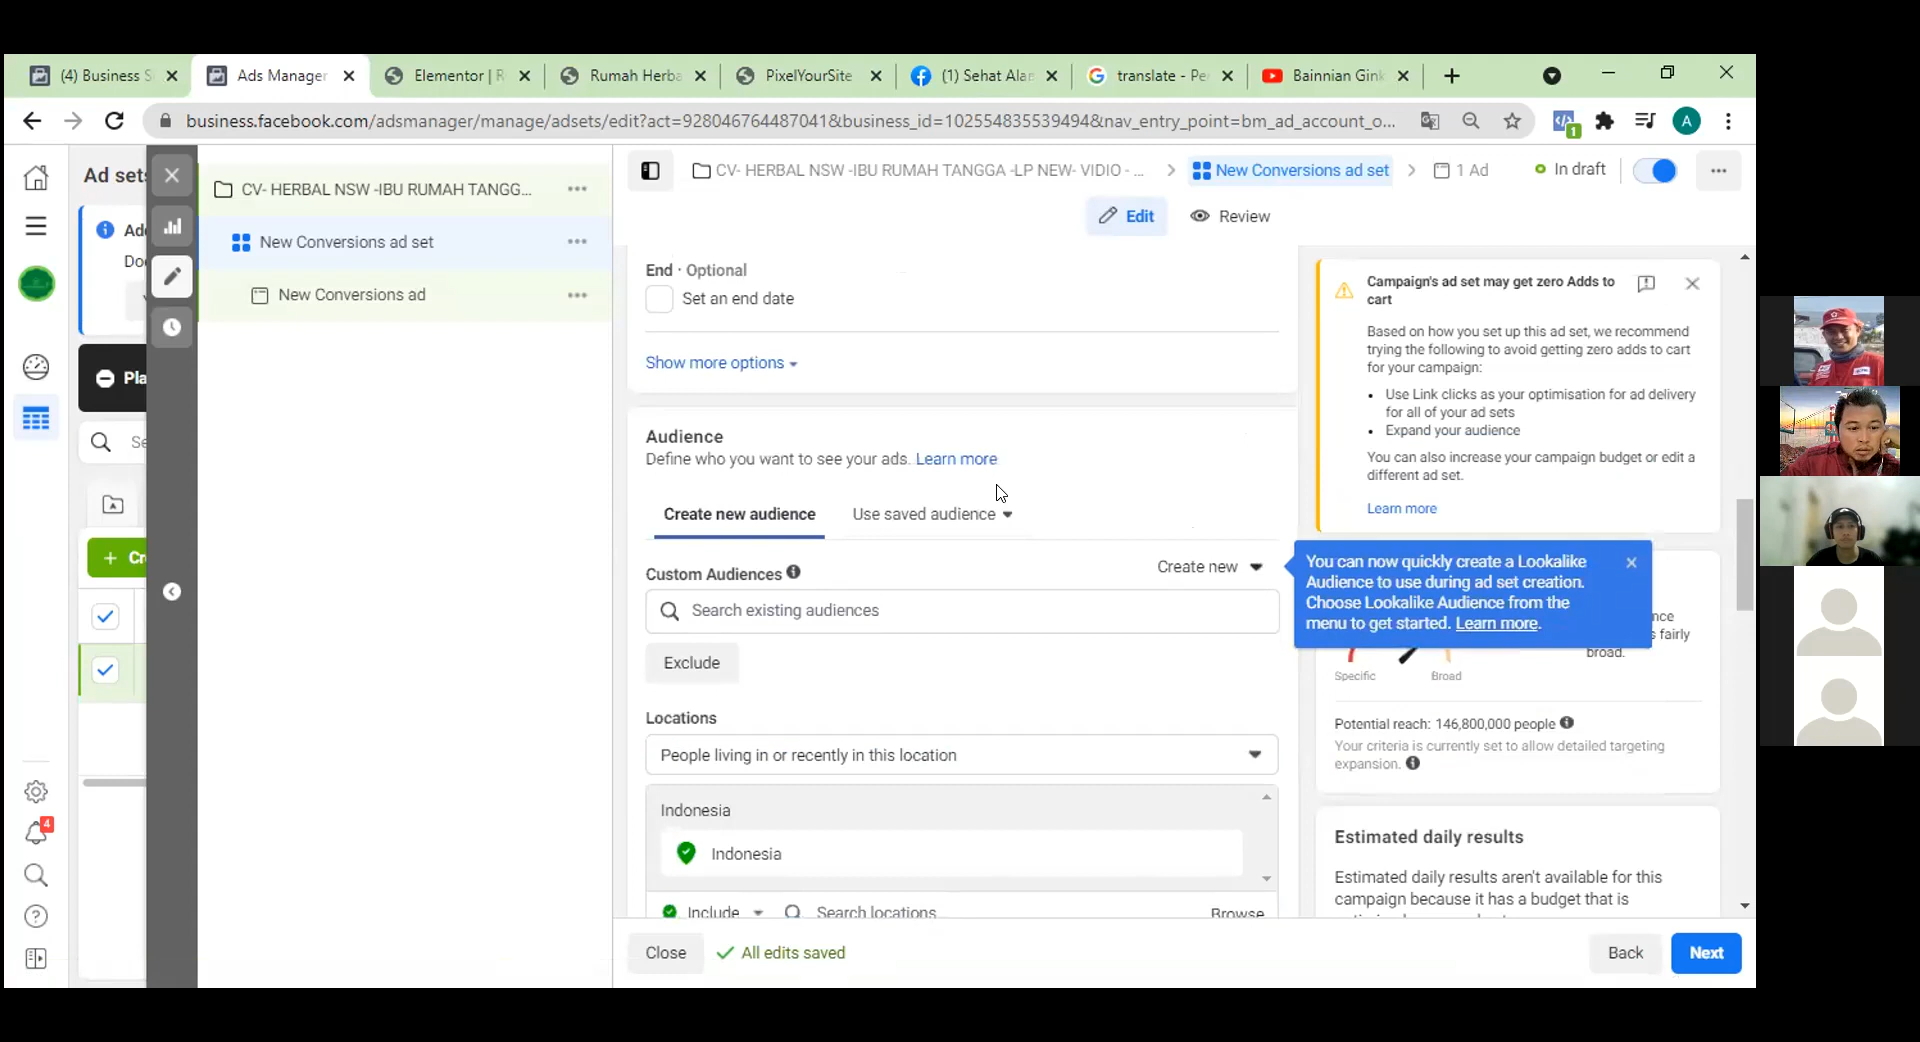 (4) Business S
Ads Manager
Elementor | R
Rumah Herba
PixelYourSite
(1) Sehat Alam
translate - Pe
Bainnian Gink
business.facebook.com/adsmanager/manage/adsets/edit?act=928046764487041&business_id=102554835539494&nav_entry_point=bm_ad_account_o...
1
A
Ad sets
Ade
Doe
Pla
Se
+ Cr
4
CV- HERBAL NSW -IBU RUMAH TANGG...
New Conversions ad set
New Conversions ad
CV- HERBAL NSW -IBU RUMAH TANGGA -LP NEW- VIDIO - ...
New Conversions ad set
1 Ad
In draft
Edit
Review
End · Optional
Set an end date
Show more options
Audience
Define who you want to see your ads. Learn more
Create new audience
Use saved audience
Custom Audiences
Create new
Search existing audiences
Exclude
Locations
People living in or recently in this location
Indonesia
Indonesia
Include
Search locations
Browse
Close
All edits saved
Back
Next
Campaign's ad set may get zero Adds to
cart
Based on how you set up this ad set, we recommend
trying the following to avoid getting zero adds to cart
for your campaign:
• Use Link clicks as your optimisation for ad delivery
for all of your ad sets
• Expand your audience
You can also increase your campaign budget or edit a
different ad set.
Learn more
You can now quickly create a Lookalike
Audience to use during ad set creation.
Choose Lookalike Audience from the
menu to get started. Learn more.
nce
s fairly
broad.
Specific
Broad
Potential reach: 146,800,000 people
Your criteria is currently set to allow detailed targeting
expansion.
Estimated daily results
Estimated daily results aren't available for this
campaign because it has a budget that is